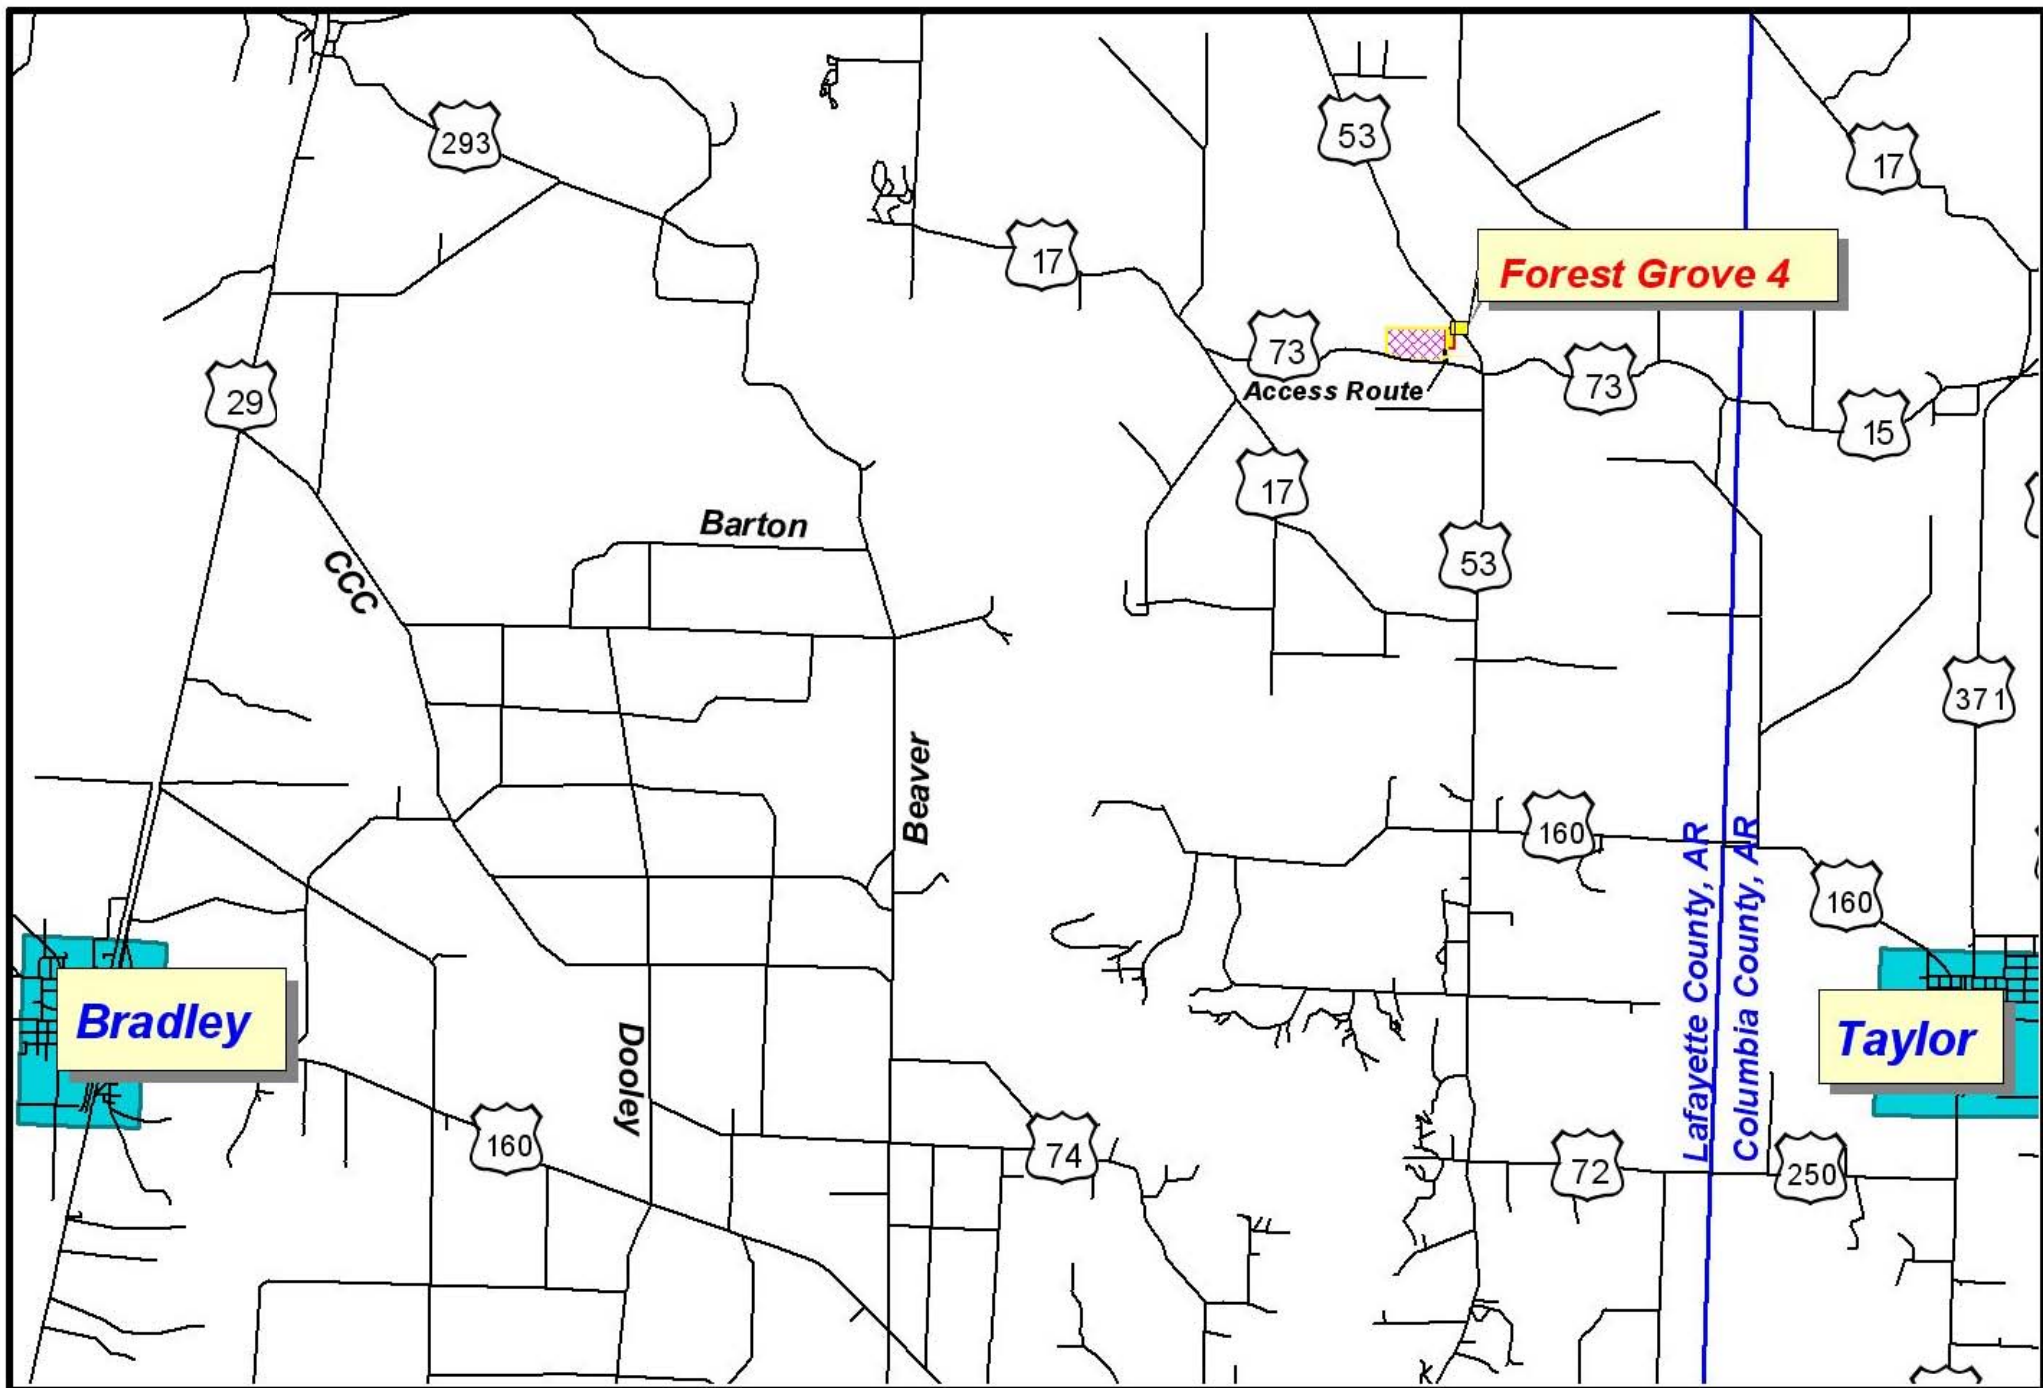 293
53
17
17
Forest Grove 4
73
73
Access Route
29
15
17
Barton
53
CCC
371
Beaver
160
160
Lafayette County, AR
Columbia County, AR
Bradley
Taylor
Dooley
160
74
72
250